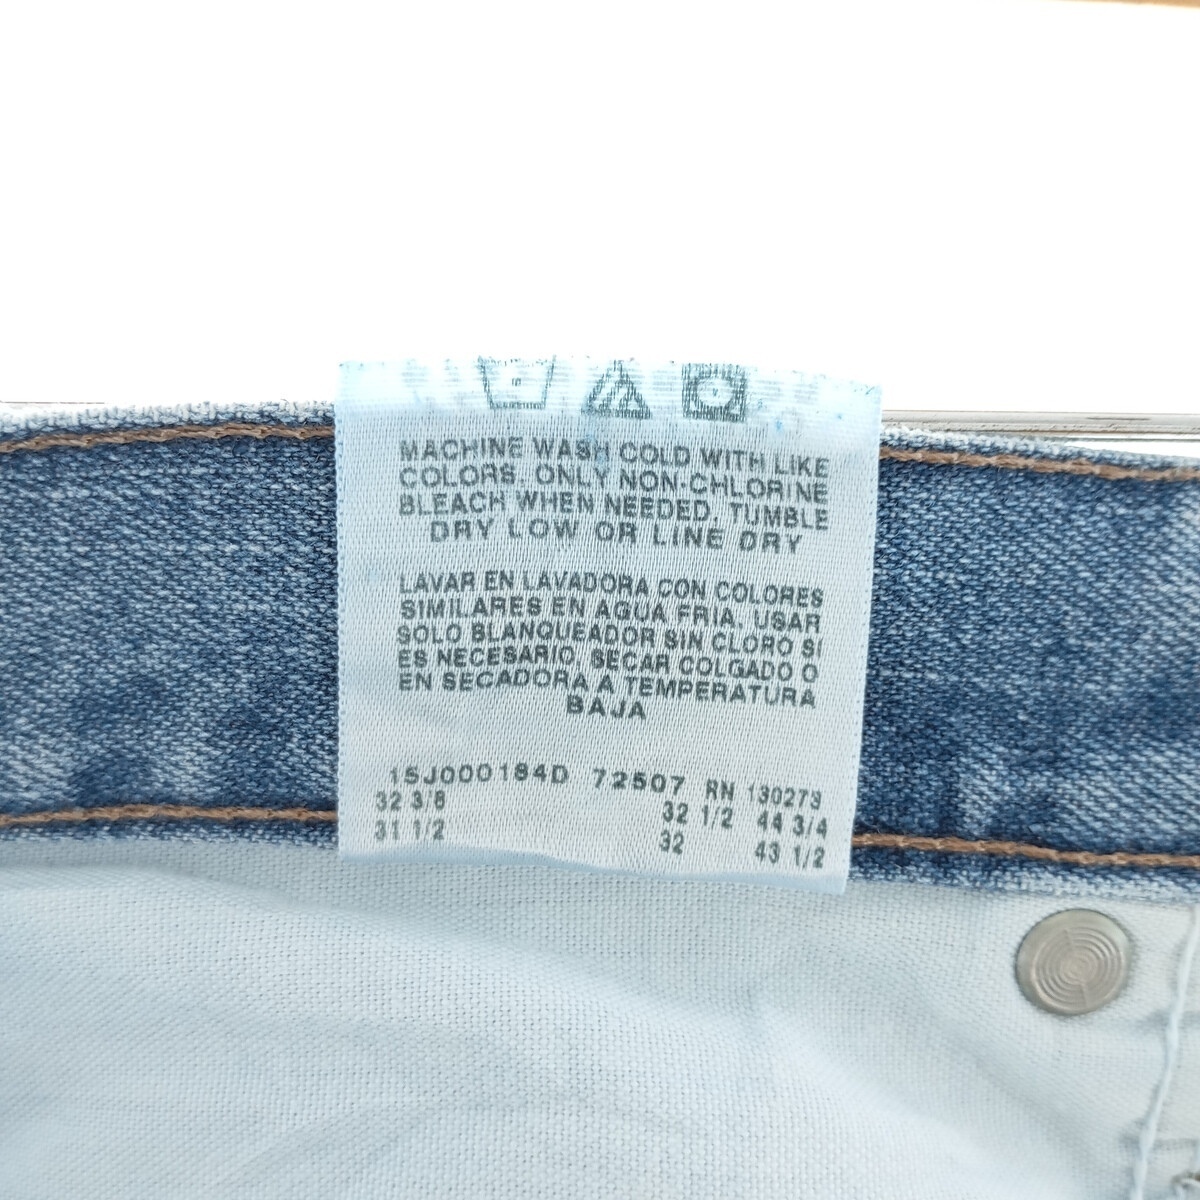 MACHINE WASH COLD WITH LIKE
COLORS. ONLY NON-CHLORINE
BLEACH WHEN NEEDED, TUMBLE
DRY LOW OR LINE DRY
LAVAR EN LAVADORA CON COLORES
SIMILARES EN AGUA FRIA. USAR
SOLO BLANQUEADOR SIN CLORO SI
ES NECESARIO, SECAR COLGADO O
EN SECADORA A TEMPERATURA
BAJA
15J000184D 72507 RN 130273
32 3/8 32 1/2 44 3/4
31 1/2 32 43 1/2